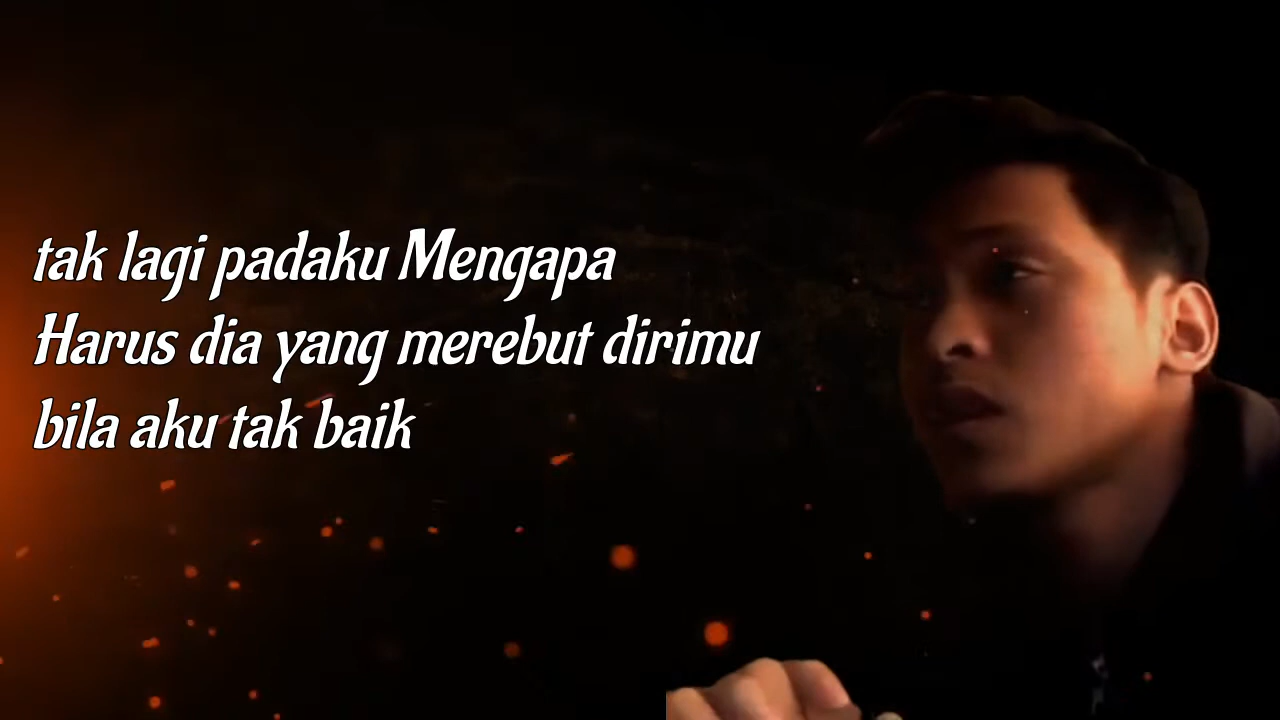 tak lagi padaku Mengapa
Harus dia yang merebut dirimu
bila aku tak baik